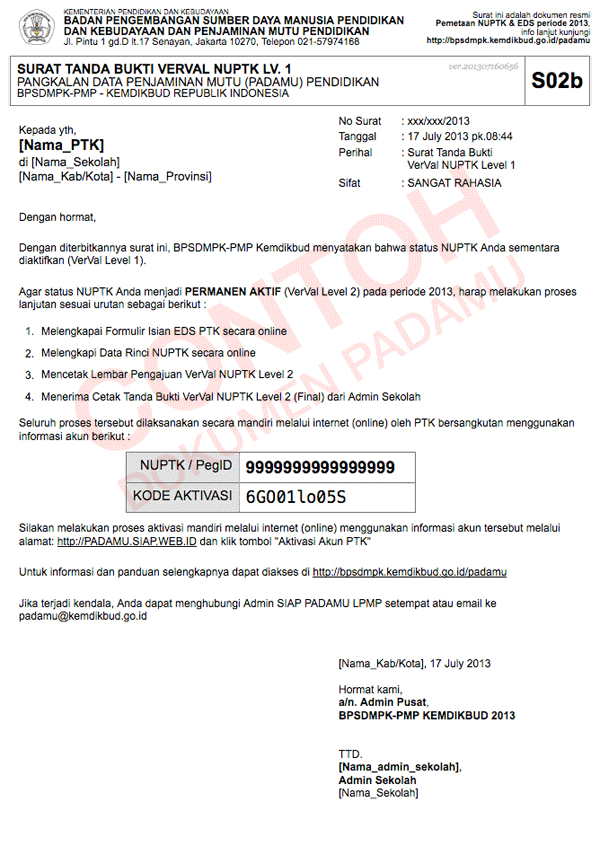 KEMENTERIAN PENDIDIKAN DAN KEBUDAYAAN
BADAN PENGEMBANGAN SUMBER DAYA MANUSIA PENDIDIKAN
DAN KEBUDAYAAN DAN PENJAMINAN MUTU PENDIDIKAN
Jl. Pintu 1 gd.D lt.17 Senayan, Jakarta 10270, Telepon 021-57974168
Surat ini adalah dokumen resmi
Pemetaan NUPTK & EDS periode 2013,
info lanjut kunjungi
http://bpsdmpk.kemdikbud.go.id/padamu
SURAT TANDA BUKTI VERVAL NUPTK LV. 1
PANGKALAN DATA PENJAMINAN MUTU (PADAMU) PENDIDIKAN
BPSDMPK-PMP - KEMDIKBUD REPUBLIK INDONESIA
ver.201307160656
S02b
Kepada yth,
[Nama_PTK]
di [Nama_Sekolah]
[Nama_Kab/Kota] - [Nama_Provinsi]
No Surat : xxx/xxx/2013
Tanggal : 17 July 2013 pk.08:44
Perihal : Surat Tanda Bukti
VerVal NUPTK Level 1
Sifat : SANGAT RAHASIA
Dengan hormat,
Dengan diterbitkannya surat ini, BPSDMPK-PMP Kemdikbud menyatakan bahwa status NUPTK Anda sementara
diaktifkan (VerVal Level 1).
Agar status NUPTK Anda menjadi PERMANEN AKTIF (VerVal Level 2) pada periode 2013, harap melakukan proses
lanjutan sesuai urutan sebagai berikut :
1. Melengkapai Formulir Isian EDS PTK secara online
2. Melengkapi Data Rinci NUPTK secara online
3. Mencetak Lembar Pengajuan VerVal NUPTK Level 2
4. Menerima Cetak Tanda Bukti VerVal NUPTK Level 2 (Final) dari Admin Sekolah
Seluruh proses tersebut dilaksanakan secara mandiri melalui internet (online) oleh PTK bersangkutan menggunakan
informasi akun berikut :
NUPTK / PegID 9999999999999999
KODE AKTIVASI 6GO01lo05S
Silakan melakukan proses aktivasi mandiri melalui internet (online) menggunakan informasi akun tersebut melalui
alamat: http://PADAMU.SIAP.WEB.ID dan klik tombol "Aktivasi Akun PTK"
Untuk informasi dan panduan selengkapnya dapat diakses di http://bpsdmpk.kemdikbud.go.id/padamu
Jika terjadi kendala, Anda dapat menghubungi Admin SIAP PADAMU LPMP setempat atau email ke
padamu@kemdikbud.go.id
[Nama_Kab/Kota], 17 July 2013
Hormat kami,
a/n. Admin Pusat,
BPSDMPK-PMP KEMDIKBUD 2013
TTD.
[Nama_admin_sekolah],
Admin Sekolah
[Nama_Sekolah]
CONTOH
DOKUMEN PADAMU